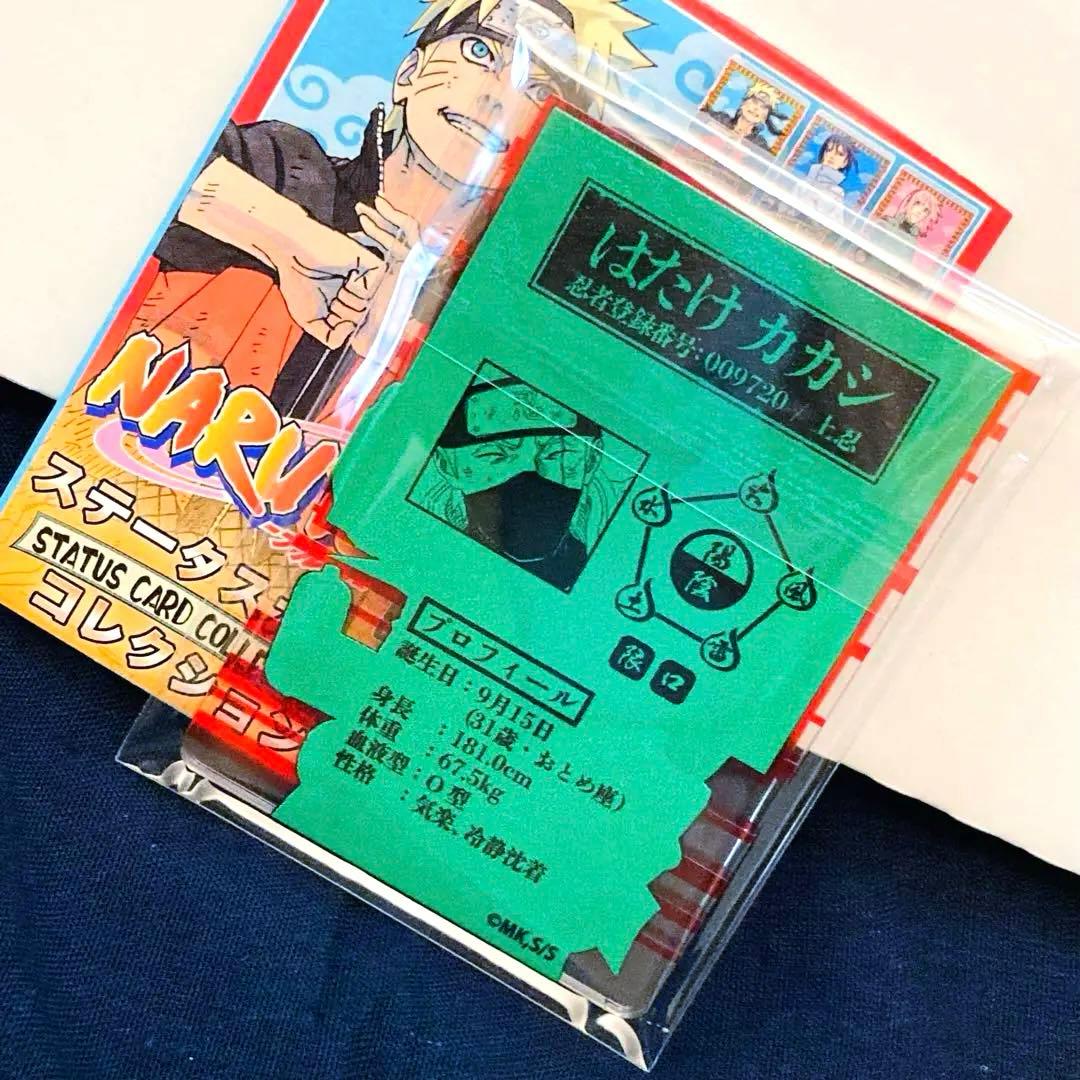 NARU
ステータス
STATUS CARD COLLE
コレクション
はたけ カカシ
忍者登録番号:009720 上忍
火
水
風
土
雷
陽
陰
口
プロフィール
誕生日:9月15日
(31歳・おとめ座)
身長:181.0cm
体重:67.5kg
血液型:O型
性格:気楽、冷静沈着
©MK,S/S